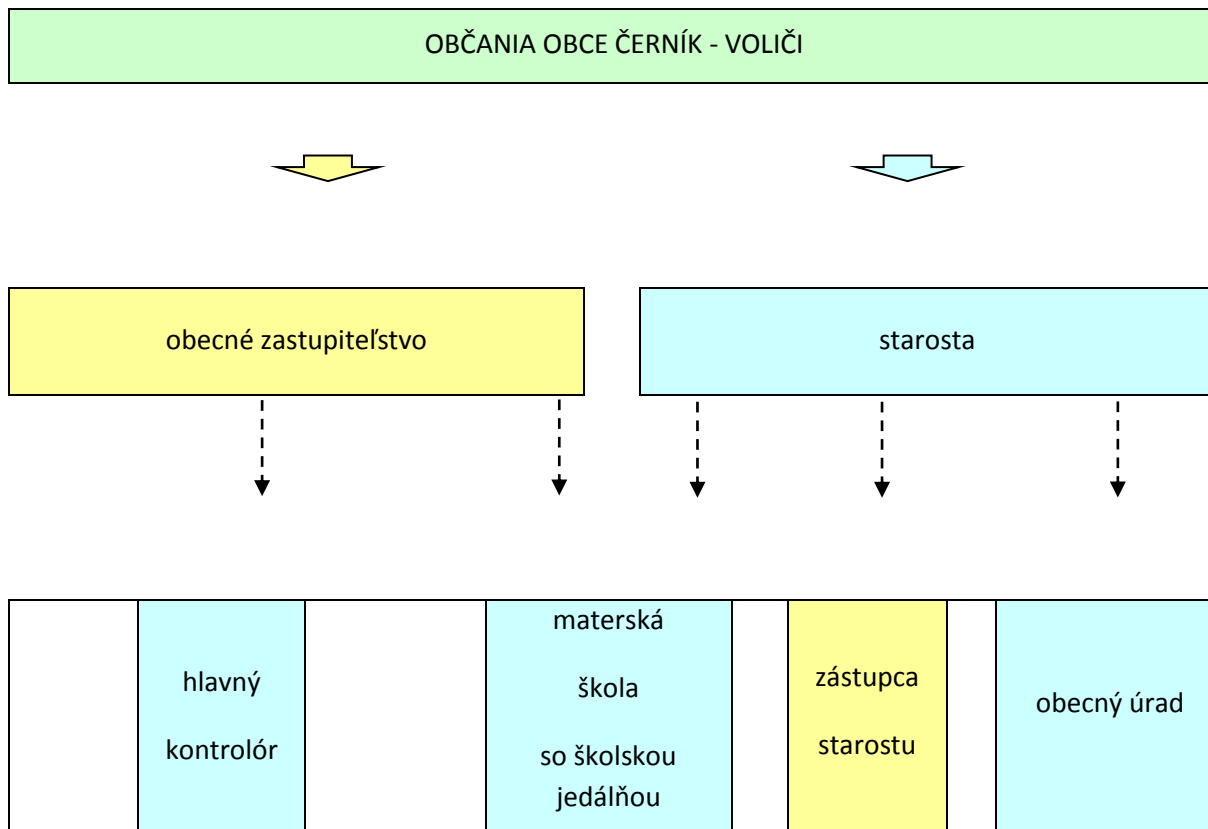 OBČANIA OBCE ČERNÍK - VOLIČI
obecné zastupiteľstvo
starosta
hlavný
kontrolór
materská
škola
so školskou
jedálňou
zástupca
starostu
obecný úrad